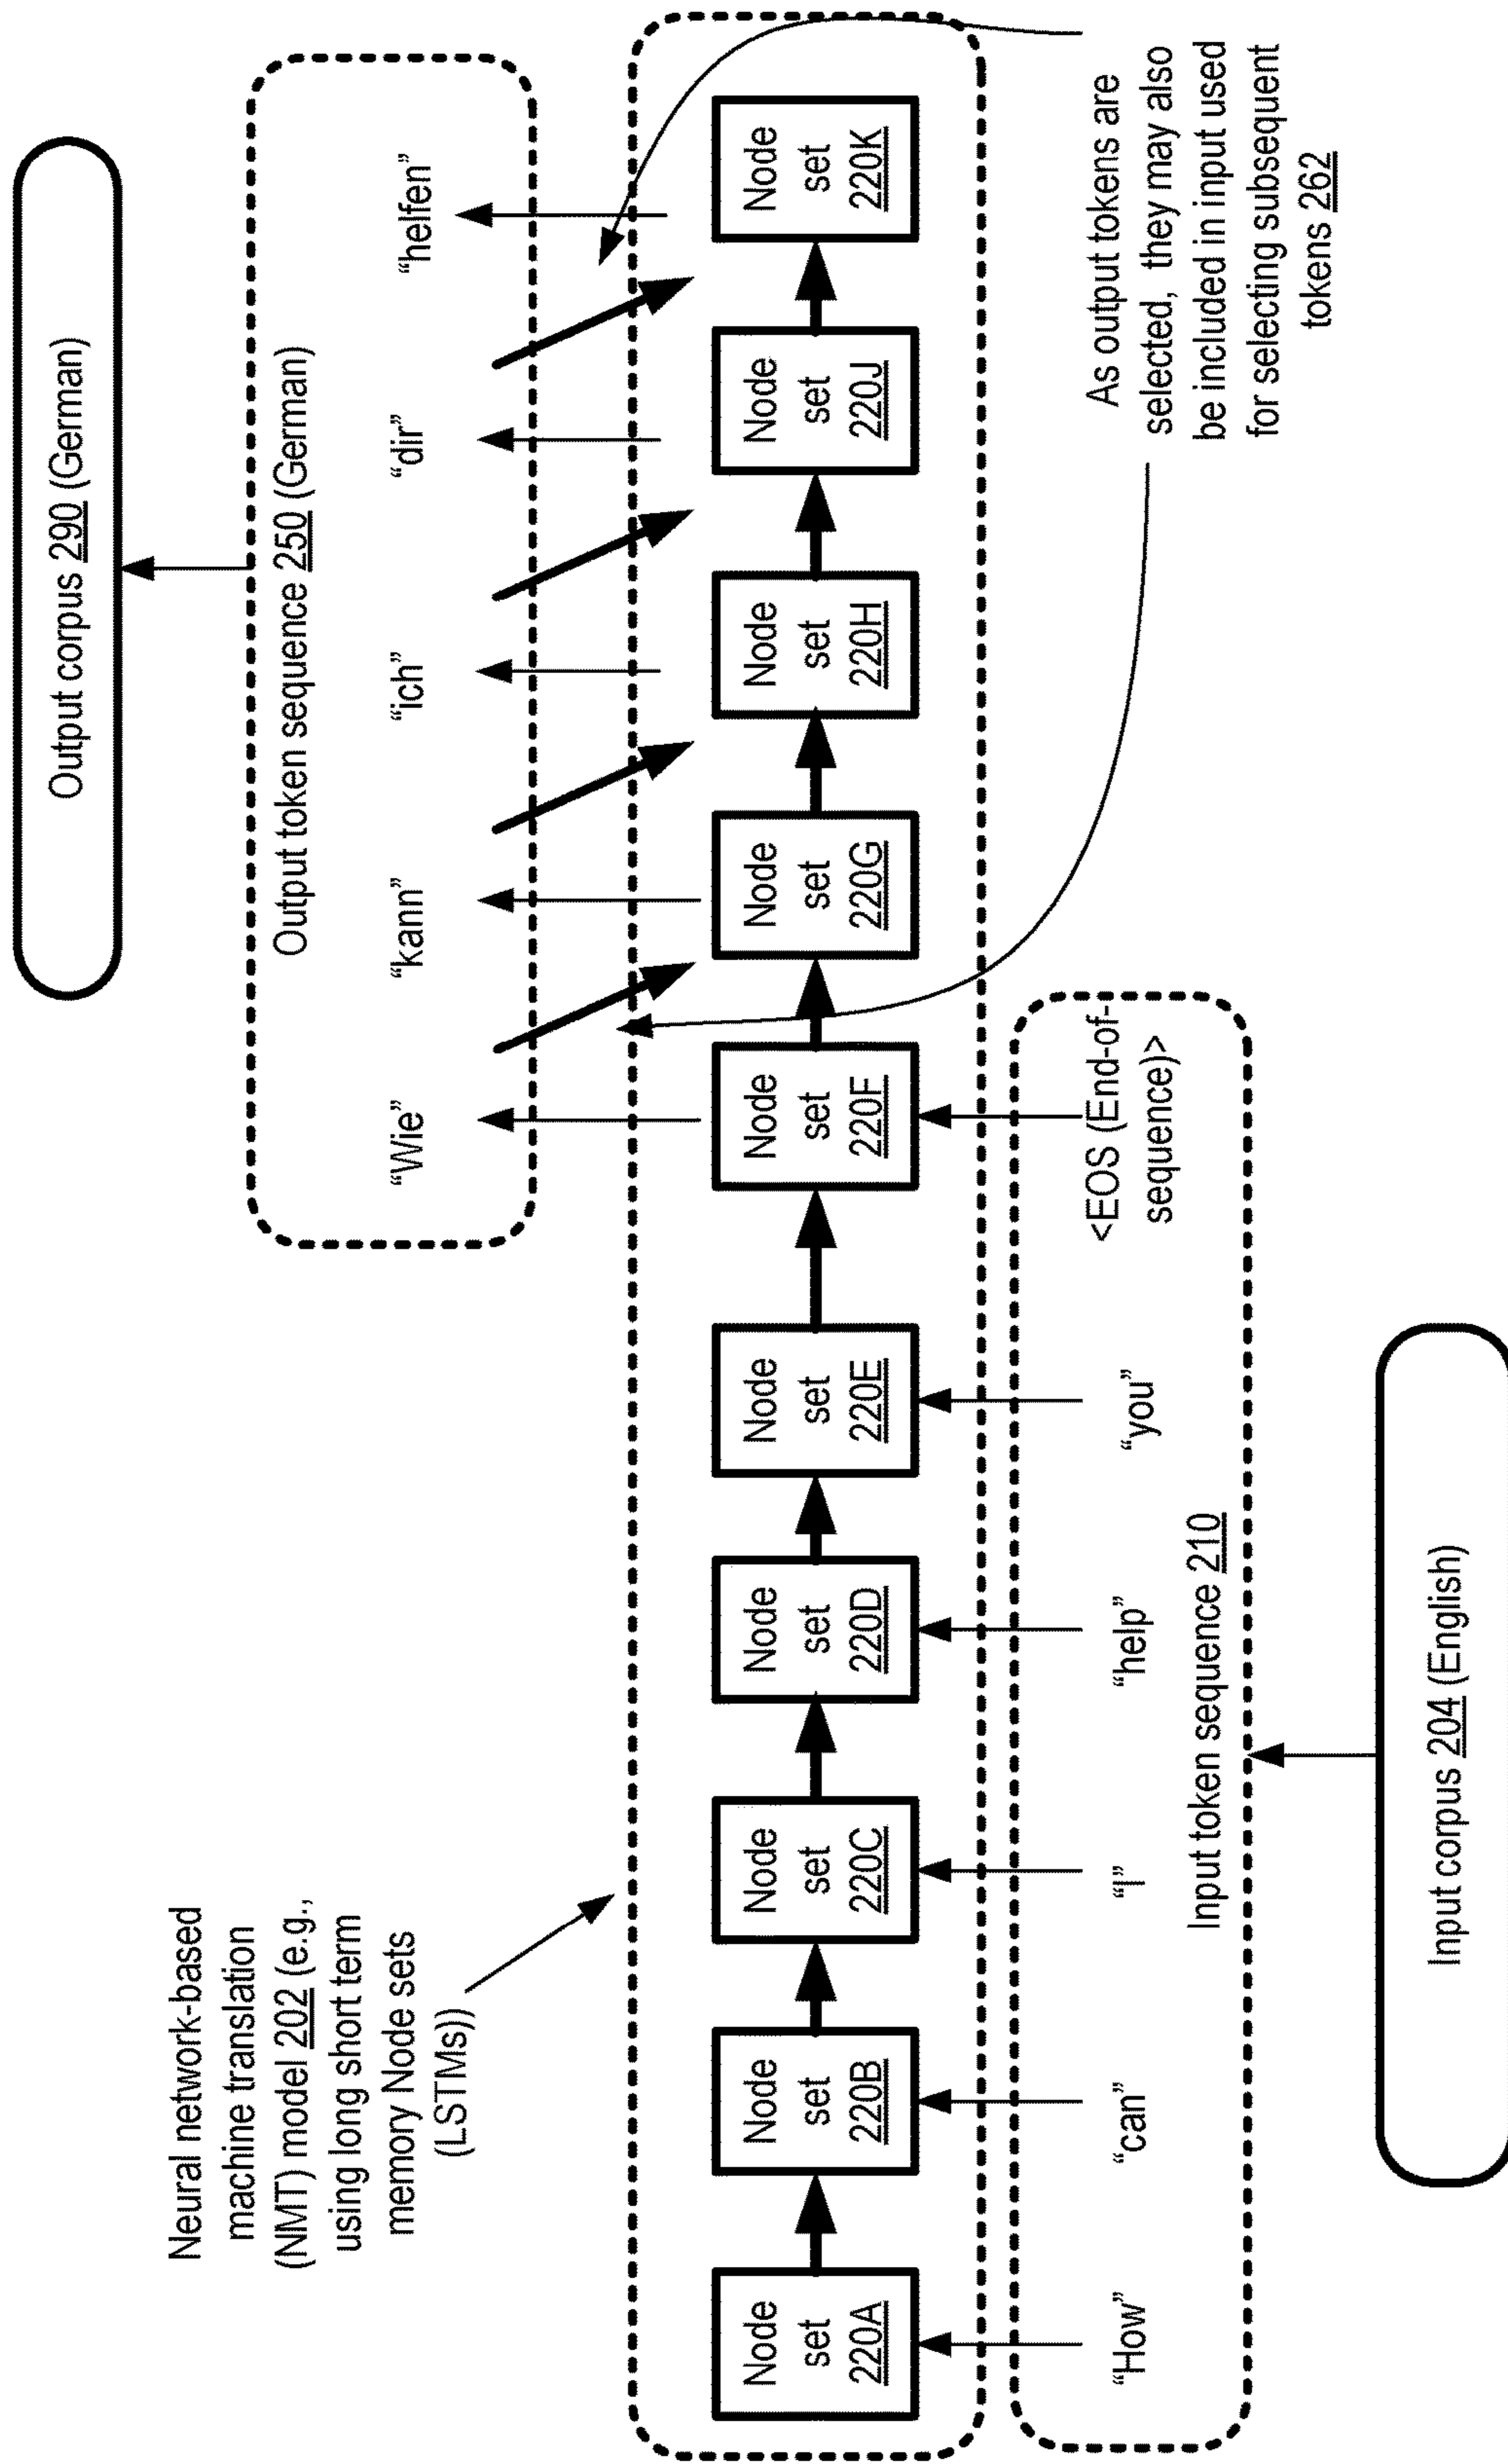 Output corpus 290 (German)
Output token sequence 250 (German)
“Wie”
“kann”
“ich”
“dir”
“helfen”
Neural network-based
machine translation
(NMT) model 202 (e.g.,
using long short term
memory Node sets
(LSTMs))
Node
set
220A
Node
set
220B
Node
set
220C
Node
set
220D
Node
set
220E
Node
set
220F
Node
set
220G
Node
set
220H
Node
set
220J
Node
set
220K
“How”
“can”
“I”
“help”
“you”
<EOS (End-of-
sequence)>
Input token sequence 210
Input corpus 204 (English)
As output tokens are
selected, they may also
be included in input used
for selecting subsequent
tokens 262